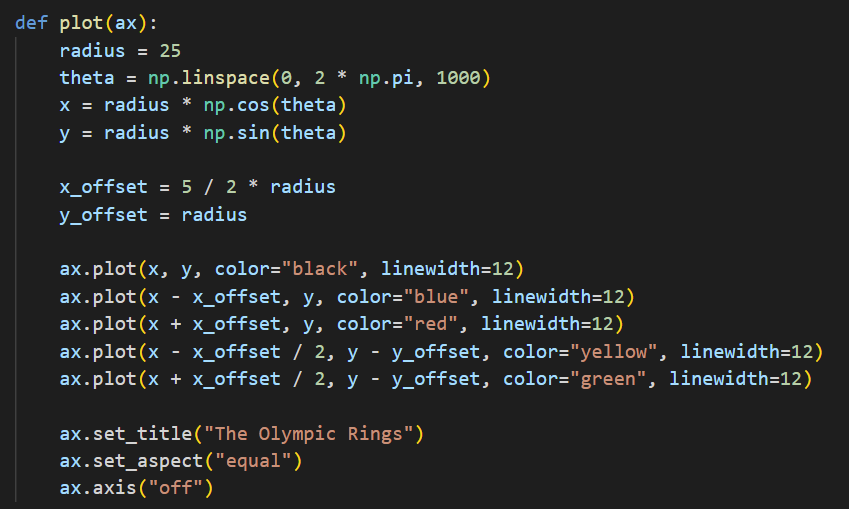 def plot(ax):
    radius = 25
    theta = np.linspace(0, 2 * np.pi, 1000)
    x = radius * np.cos(theta)
    y = radius * np.sin(theta)

    x_offset = 5 / 2 * radius
    y_offset = radius

    ax.plot(x, y, color="black", linewidth=12)
    ax.plot(x - x_offset, y, color="blue", linewidth=12)
    ax.plot(x + x_offset, y, color="red", linewidth=12)
    ax.plot(x - x_offset / 2, y - y_offset, color="yellow", linewidth=12)
    ax.plot(x + x_offset / 2, y - y_offset, color="green", linewidth=12)

    ax.set_title("The Olympic Rings")
    ax.set_aspect("equal")
    ax.axis("off")